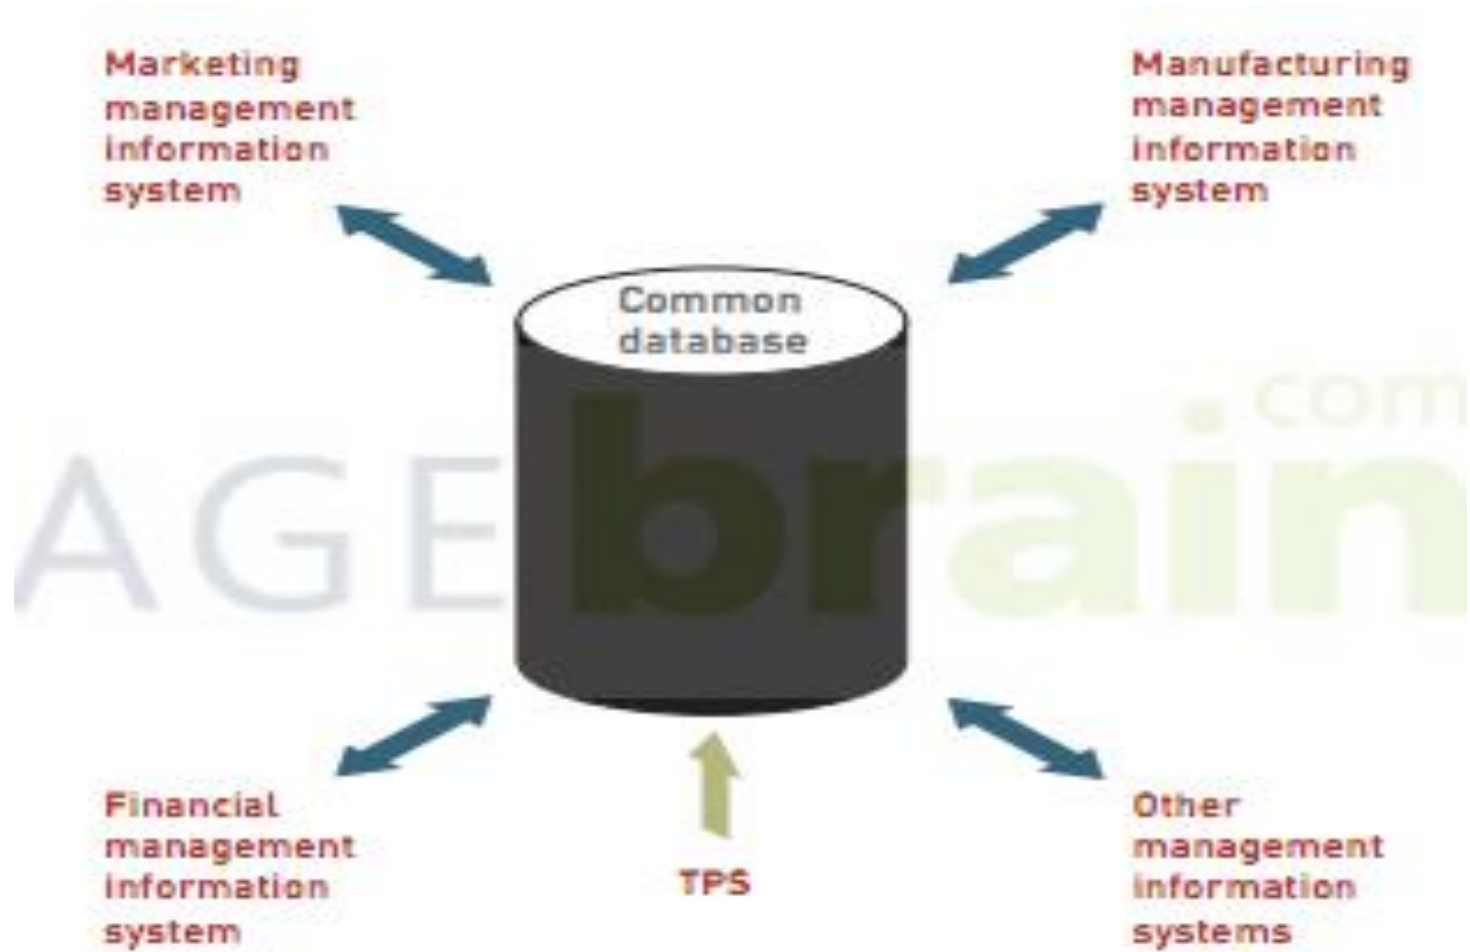 Marketing
management
information
system
Manufacturing
management
information
system
Common
database
AGE brain
.com
Financial
management
information
system
TPS
Other
management
information
systems